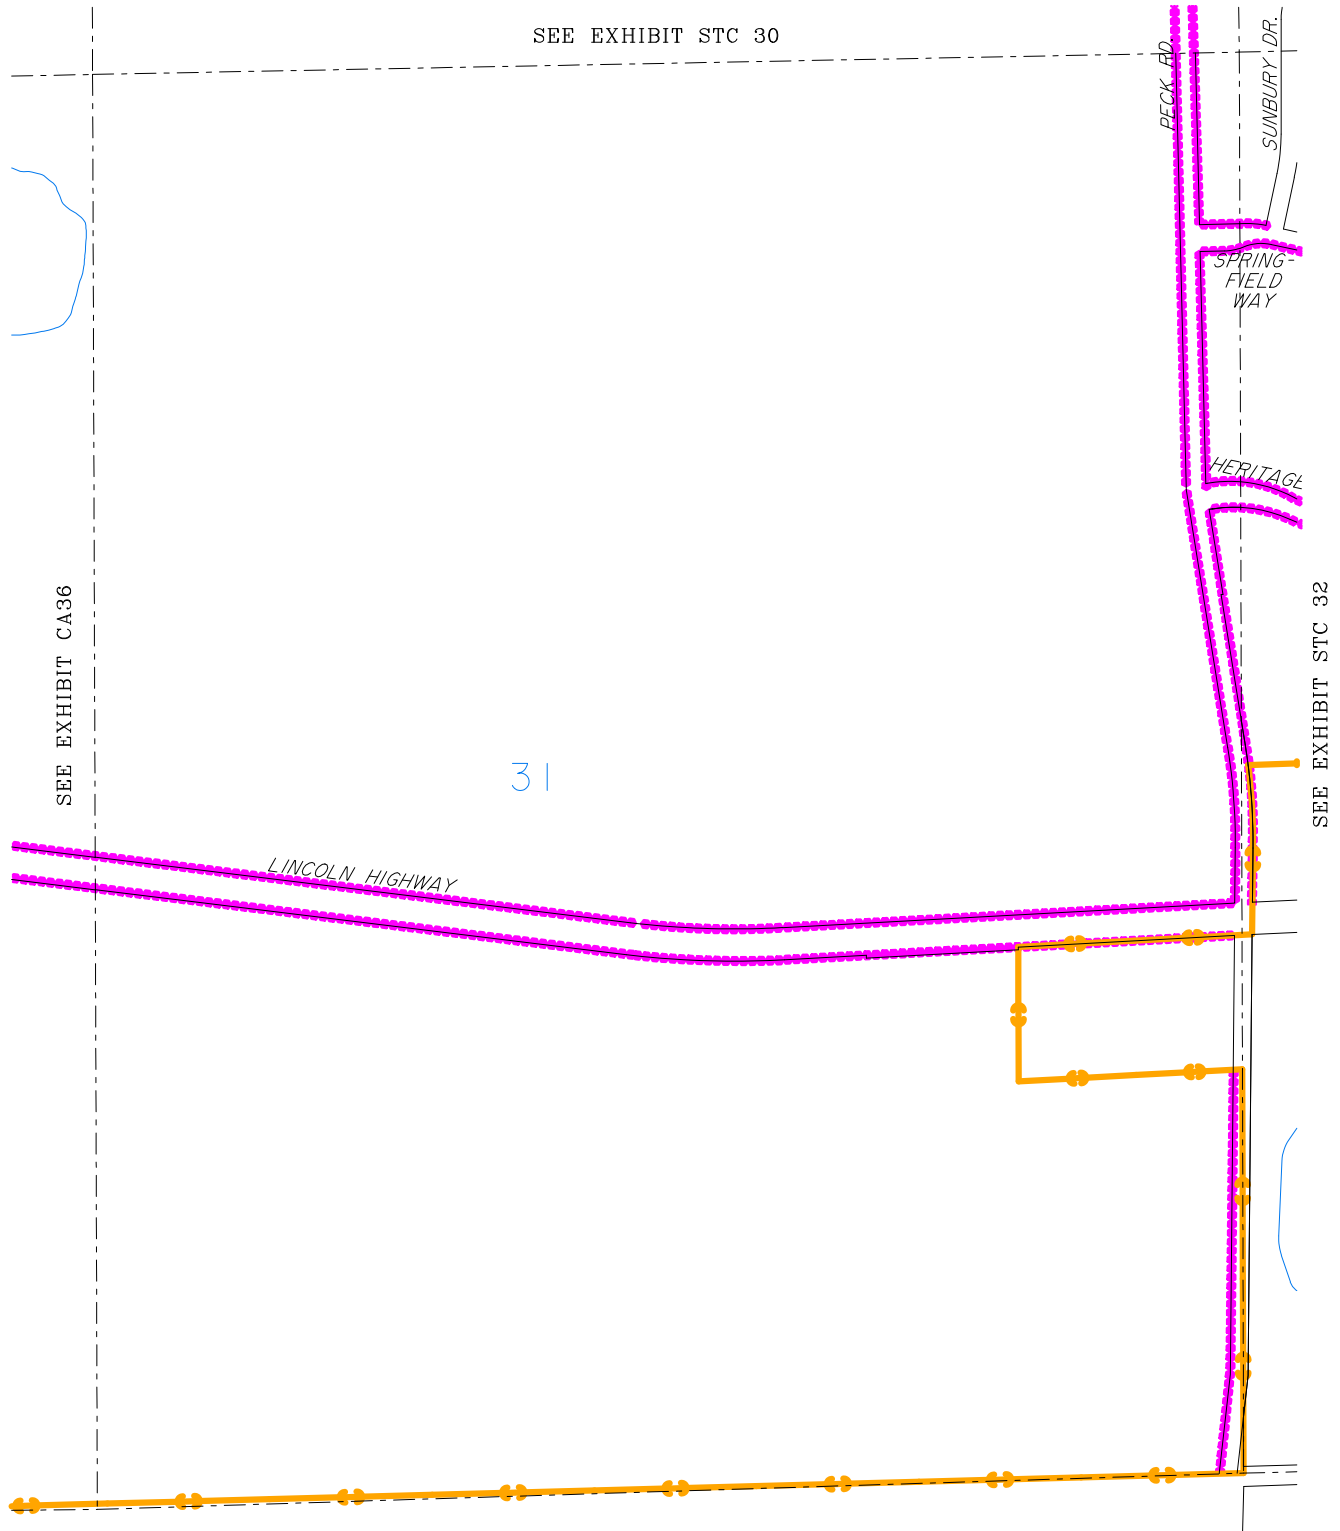 SEE EXHIBIT STC 30
PECK RD.
SUNBURY DR.
SPRING-
FIELD
WAY
HERITAGE
SEE EXHIBIT CA36
SEE EXHIBIT STC 32
31
LINCOLN HIGHWAY